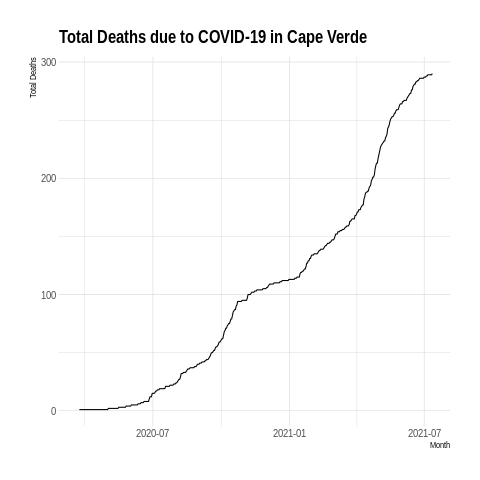 Total Deaths due to COVID-19 in Cape Verde
Total Deaths
300
200
100
0
2020-07
2021-01
2021-07
Month